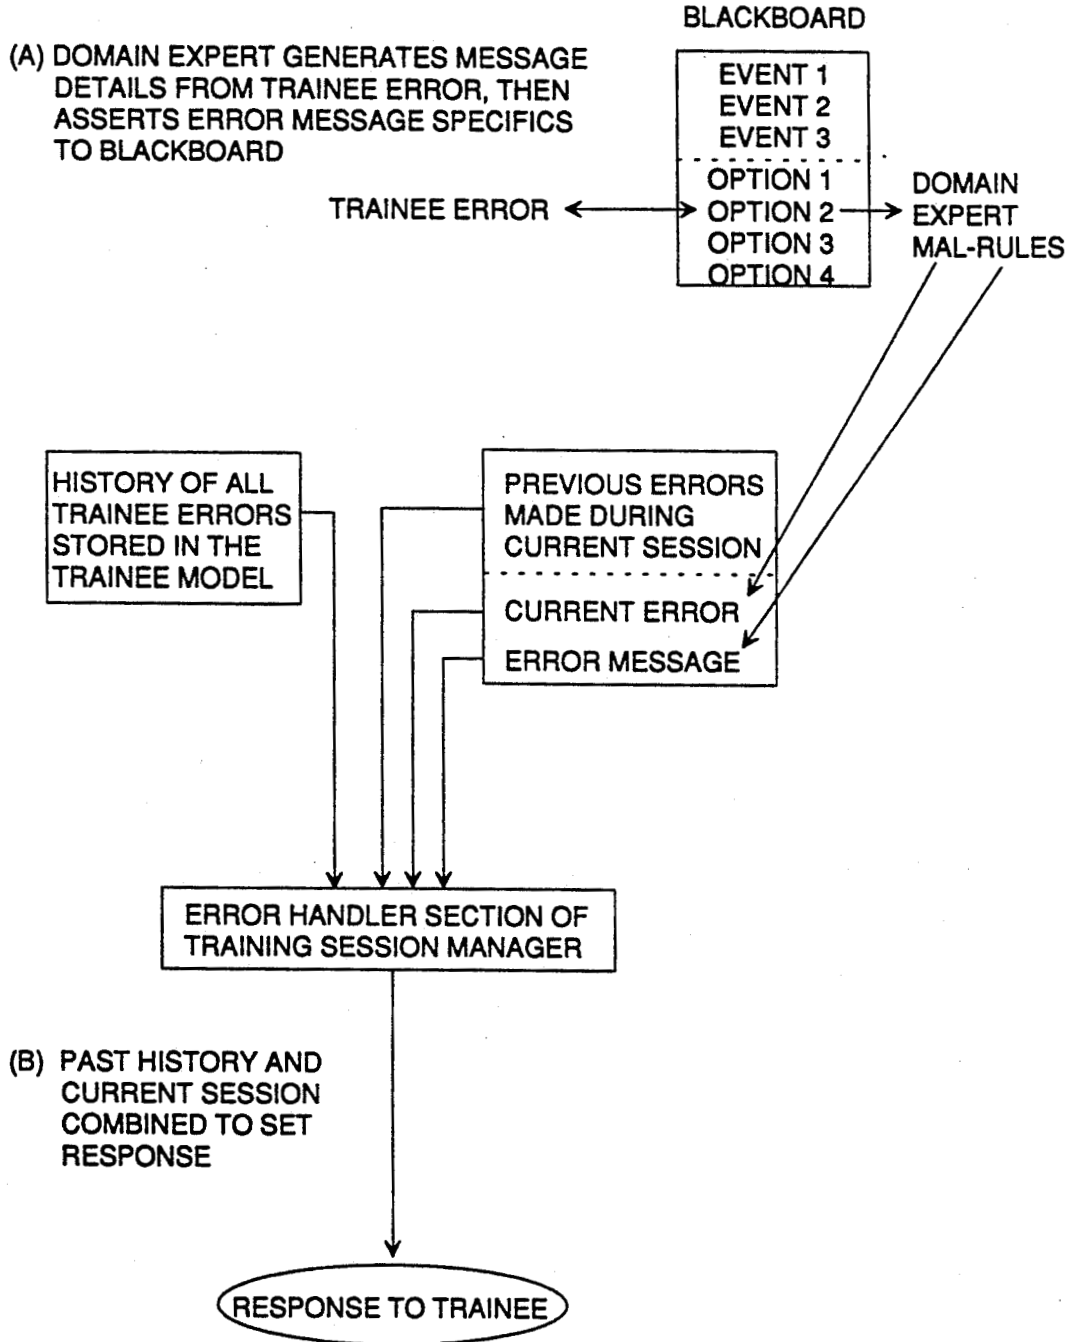 BLACKBOARD
(A) DOMAIN EXPERT GENERATES MESSAGE
DETAILS FROM TRAINEE ERROR, THEN
ASSERTS ERROR MESSAGE SPECIFICS
TO BLACKBOARD
EVENT 1
EVENT 2
EVENT 3
OPTION 1
OPTION 2
OPTION 3
OPTION 4
TRAINEE ERROR
DOMAIN
EXPERT
MAL-RULES
HISTORY OF ALL
TRAINEE ERRORS
STORED IN THE
TRAINEE MODEL
PREVIOUS ERRORS
MADE DURING
CURRENT SESSION
CURRENT ERROR
ERROR MESSAGE
ERROR HANDLER SECTION OF
TRAINING SESSION MANAGER
(B) PAST HISTORY AND
CURRENT SESSION
COMBINED TO SET
RESPONSE
RESPONSE TO TRAINEE